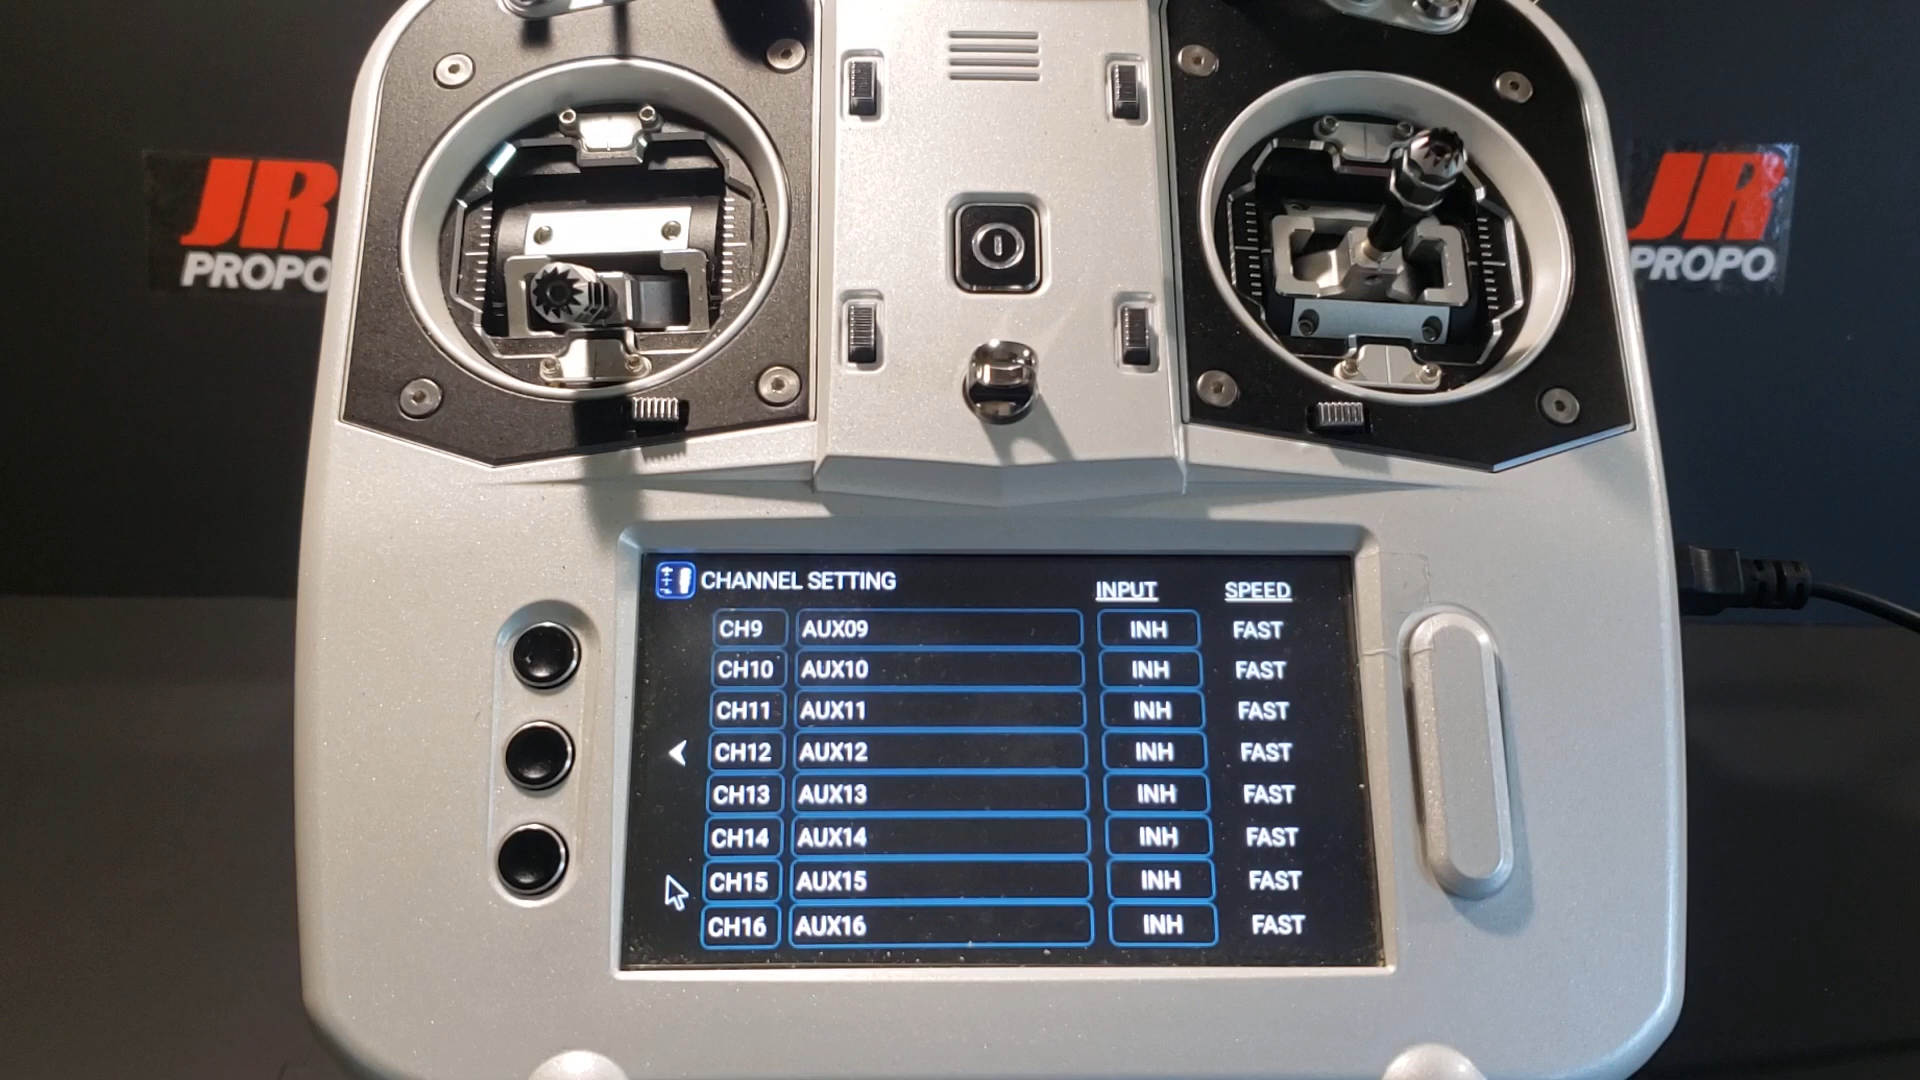 JR
PROPO
JR
PROPO
CHANNEL SETTING INPUT SPEED
CH9 AUX09 INH FAST
CH10 AUX10 INH FAST
CH11 AUX11 INH FAST
CH12 AUX12 INH FAST
CH13 AUX13 INH FAST
CH14 AUX14 INH FAST
CH15 AUX15 INH FAST
CH16 AUX16 INH FAST